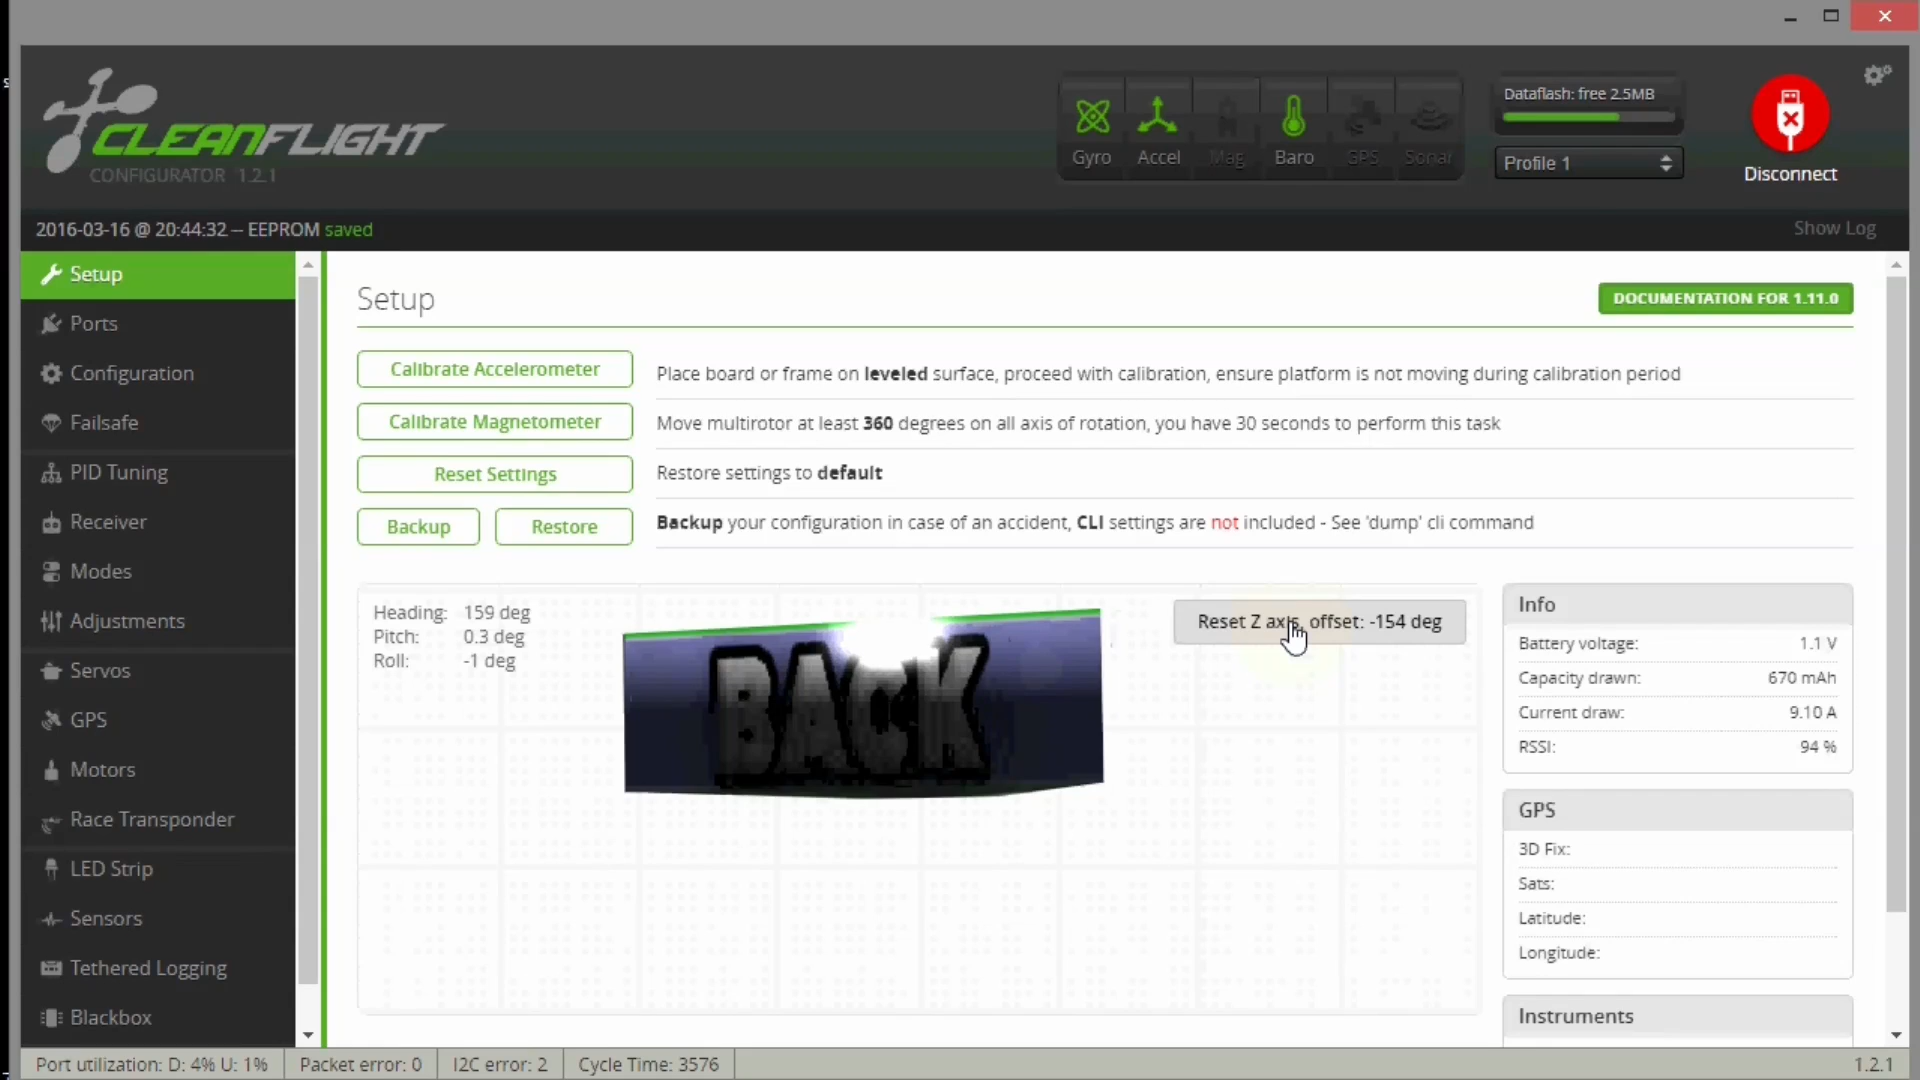 CLEANFLIGHT
CONFIGURATOR 1.2.1
Gyro
Accel
Mag
Baro
GPS
Sonar
Dataflash: free 2.5MB
Profile 1
Disconnect
2016-03-16 @ 20:44:32 -- EEPROM saved
Show Log
Setup
Ports
Configuration
Failsafe
PID Tuning
Receiver
Modes
Adjustments
Servos
GPS
Motors
Race Transponder
LED Strip
Sensors
Tethered Logging
Blackbox
Setup
DOCUMENTATION FOR 1.11.0
Calibrate Accelerometer
Place board or frame on leveled surface, proceed with calibration, ensure platform is not moving during calibration period
Calibrate Magnetometer
Move multirotor at least 360 degrees on all axis of rotation, you have 30 seconds to perform this task
Reset Settings
Restore settings to default
Backup
Restore
Backup your configuration in case of an accident, CLI settings are not included - See 'dump' cli command
Heading: 159 deg
Pitch: 0.3 deg
Roll: -1 deg
BACK
Reset Z axis, offset: -154 deg
Info
Battery voltage: 1.1 V
Capacity drawn: 670 mAh
Current draw: 9.10 A
RSSI: 94 %
GPS
3D Fix:
Sats:
Latitude:
Longitude:
Instruments
Port utilization: D: 4% U: 1%
Packet error: 0
I2C error: 2
Cycle Time: 3576
1.2.1